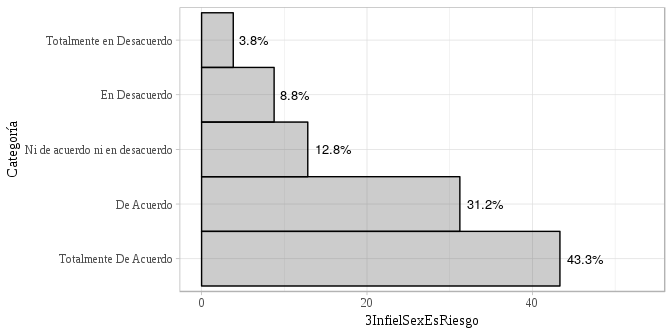 Totalmente en Desacuerdo 3.8%
En Desacuerdo 8.8%
Ni de acuerdo ni en desacuerdo 12.8%
De Acuerdo 31.2%
Totalmente De Acuerdo 43.3%
Categoría
0 20 40
3InfielSexEsRiesgo